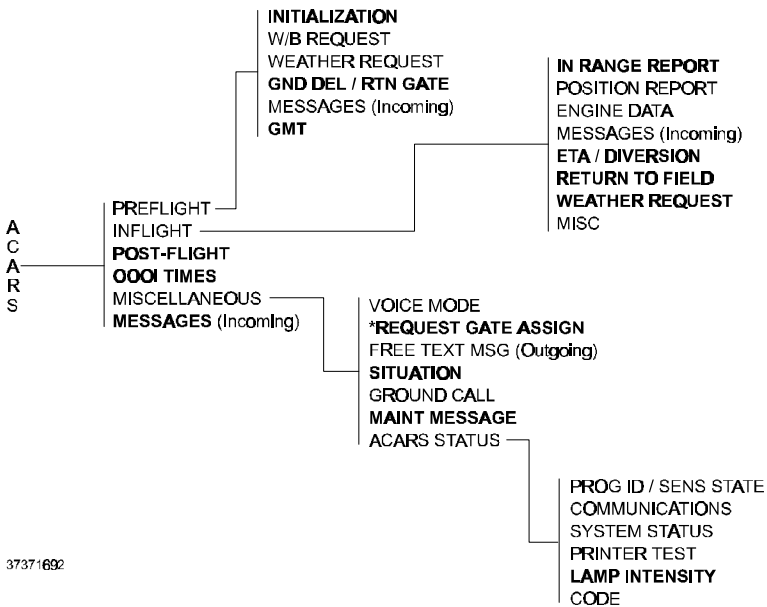 ACARS
PREFLIGHT
INFLIGHT
POST-FLIGHT
OOOI TIMES
MISCELLANEOUS
MESSAGES (Incoming)
INITIALIZATION
W/B REQUEST
WEATHER REQUEST
GND DEL / RTN GATE
MESSAGES (Incoming)
GMT
IN RANGE REPORT
POSITION REPORT
ENGINE DATA
MESSAGES (Incoming)
ETA / DIVERSION
RETURN TO FIELD
WEATHER REQUEST
MISC
VOICE MODE
*REQUEST GATE ASSIGN
FREE TEXT MSG (Outgoing)
SITUATION
GROUND CALL
MAINT MESSAGE
ACARS STATUS
PROG ID / SENS STATE
COMMUNICATIONS
SYSTEM STATUS
PRINTER TEST
LAMP INTENSITY
CODE
37371692